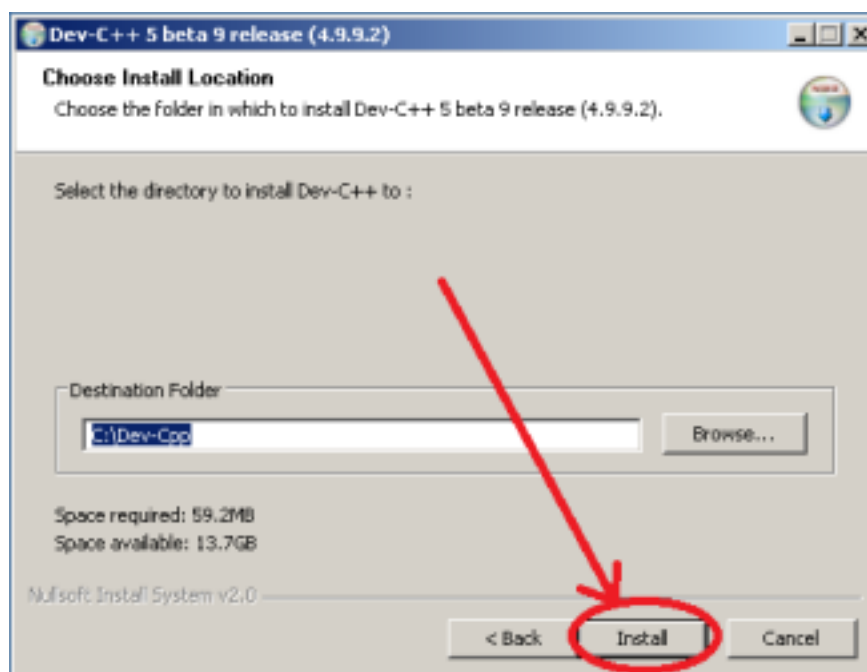 Dev-C++ 5 beta 9 release (4.9.9.2)
Choose Install Location
Choose the folder in which to install Dev-C++ 5 beta 9 release (4.9.9.2).
Select the directory to install Dev-C++ to :
Destination Folder
C:\Dev-Cpp
Browse...
Space required: 59.2MB
Space available: 13.7GB
Nullsoft Install System v2.0
< Back
Install
Cancel